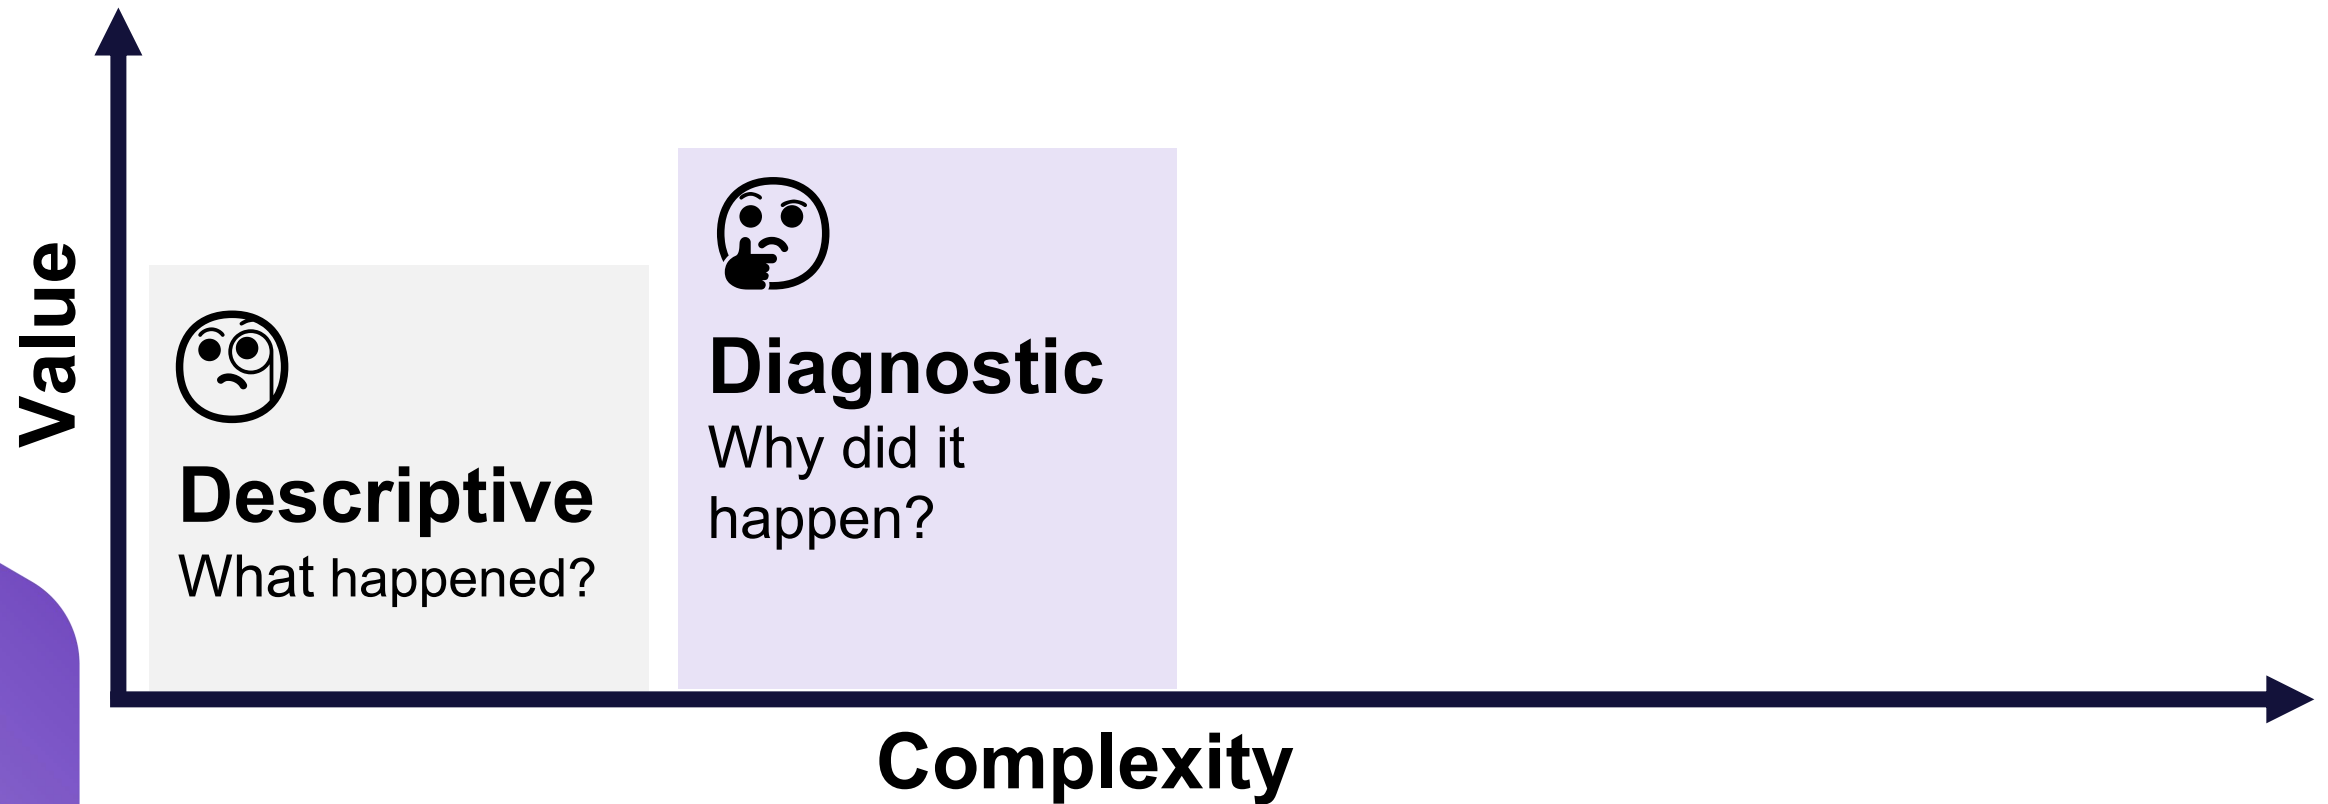 Value
Descriptive
What happened?
Diagnostic
Why did it
happen?
Complexity